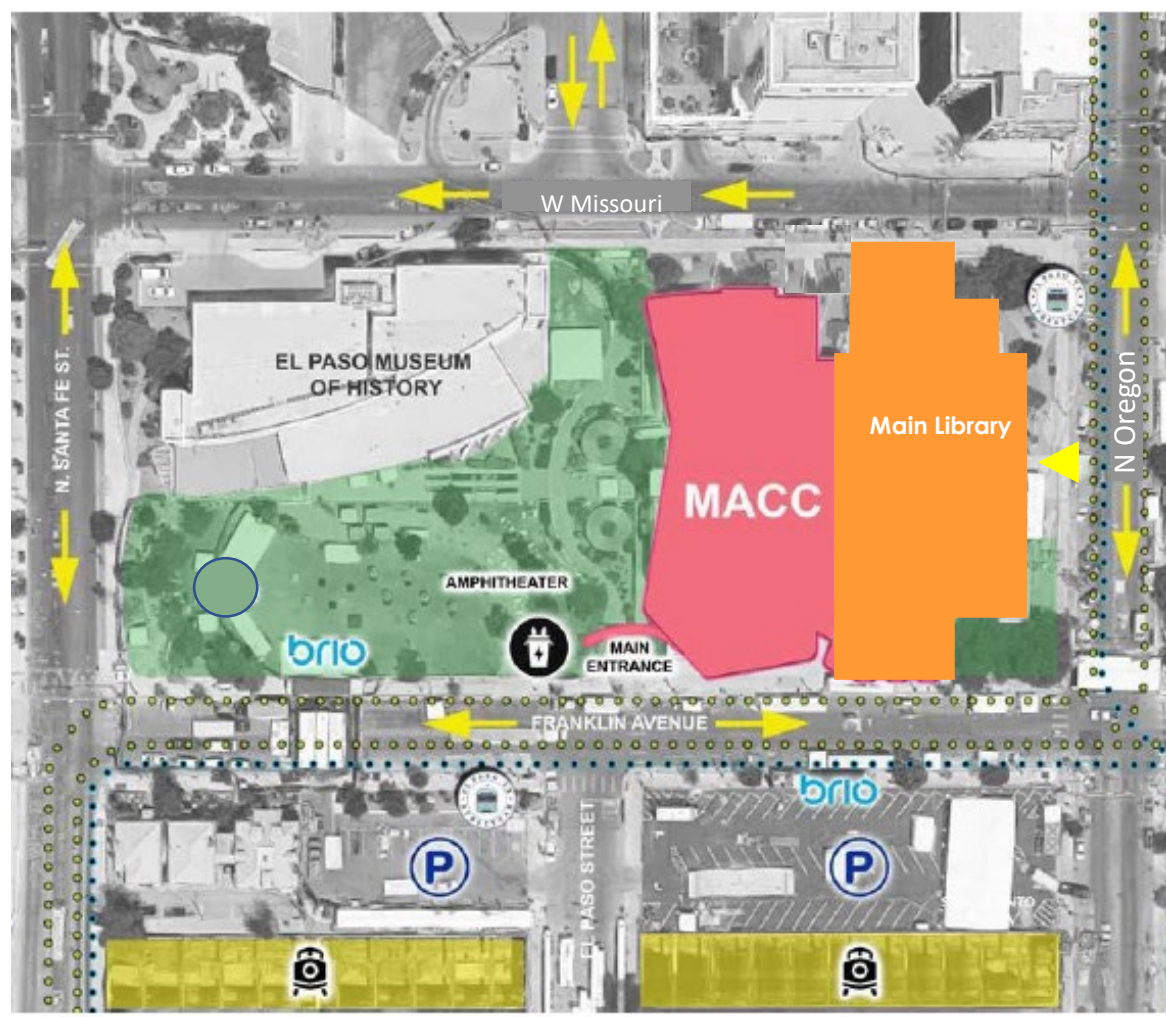 W Missouri
EL PASO MUSEUM
OF HISTORY
N. SANTA FE ST.
Main Library
N Oregon
MACC
AMPHITHEATER
brio
MAIN
ENTRANCE
FRANKLIN AVENUE
brio
P
P
EL PASO STREET